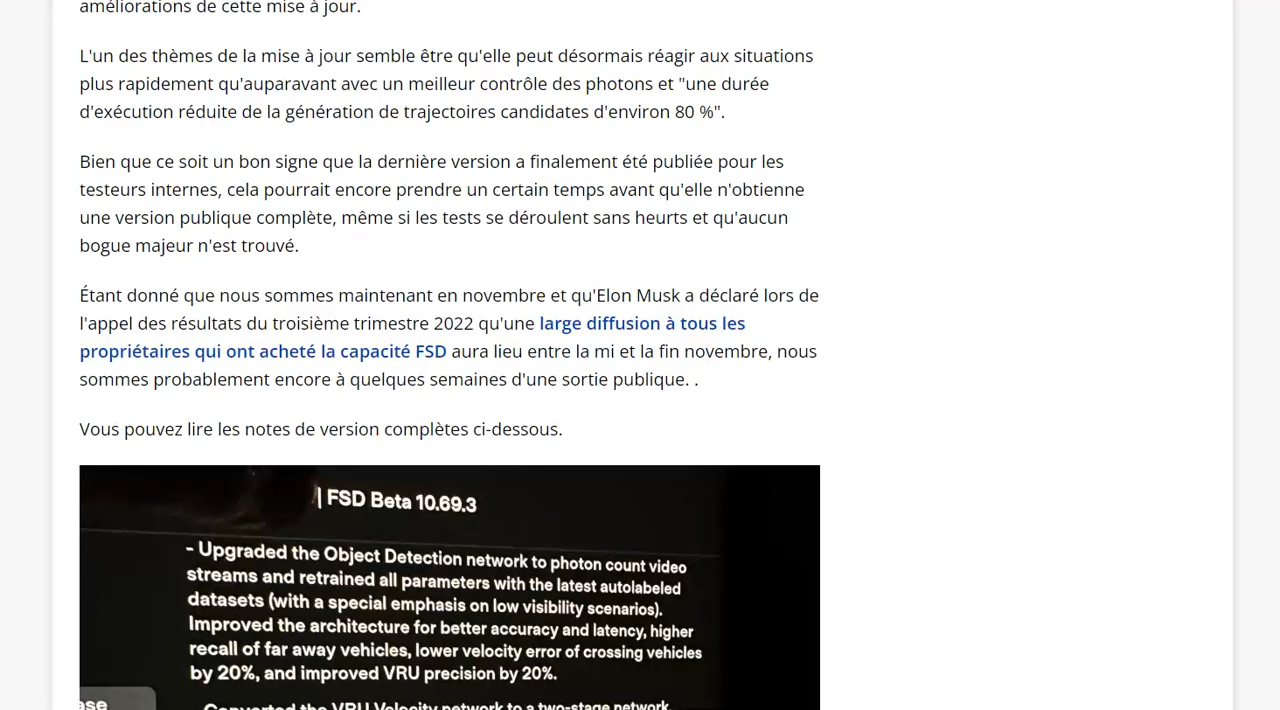 améliorations de cette mise à jour.
L'un des thèmes de la mise à jour semble être qu'elle peut désormais réagir aux situations
plus rapidement qu'auparavant avec un meilleur contrôle des photons et "une durée
d'exécution réduite de la génération de trajectoires candidates d'environ 80 %".
Bien que ce soit un bon signe que la dernière version a finalement été publiée pour les
testeurs internes, cela pourrait encore prendre un certain temps avant qu'elle n'obtienne
une version publique complète, même si les tests se déroulent sans heurts et qu'aucun
bogue majeur n'est trouvé.
Étant donné que nous sommes maintenant en novembre et qu'Elon Musk a déclaré lors de
l'appel des résultats du troisième trimestre 2022 qu'une large diffusion à tous les
propriétaires qui ont acheté la capacité FSD aura lieu entre la mi et la fin novembre, nous
sommes probablement encore à quelques semaines d'une sortie publique. .
Vous pouvez lire les notes de version complètes ci-dessous.
| FSD Beta 10.69.3
- Upgraded the Object Detection network to photon count video
streams and retrained all parameters with the latest autolabeled
datasets (with a special emphasis on low visibility scenarios).
Improved the architecture for better accuracy and latency, higher
recall of far away vehicles, lower velocity error of crossing vehicles
by 20%, and improved VRU precision by 20%.
Converted the VRU Velocity network to a two-stage network,